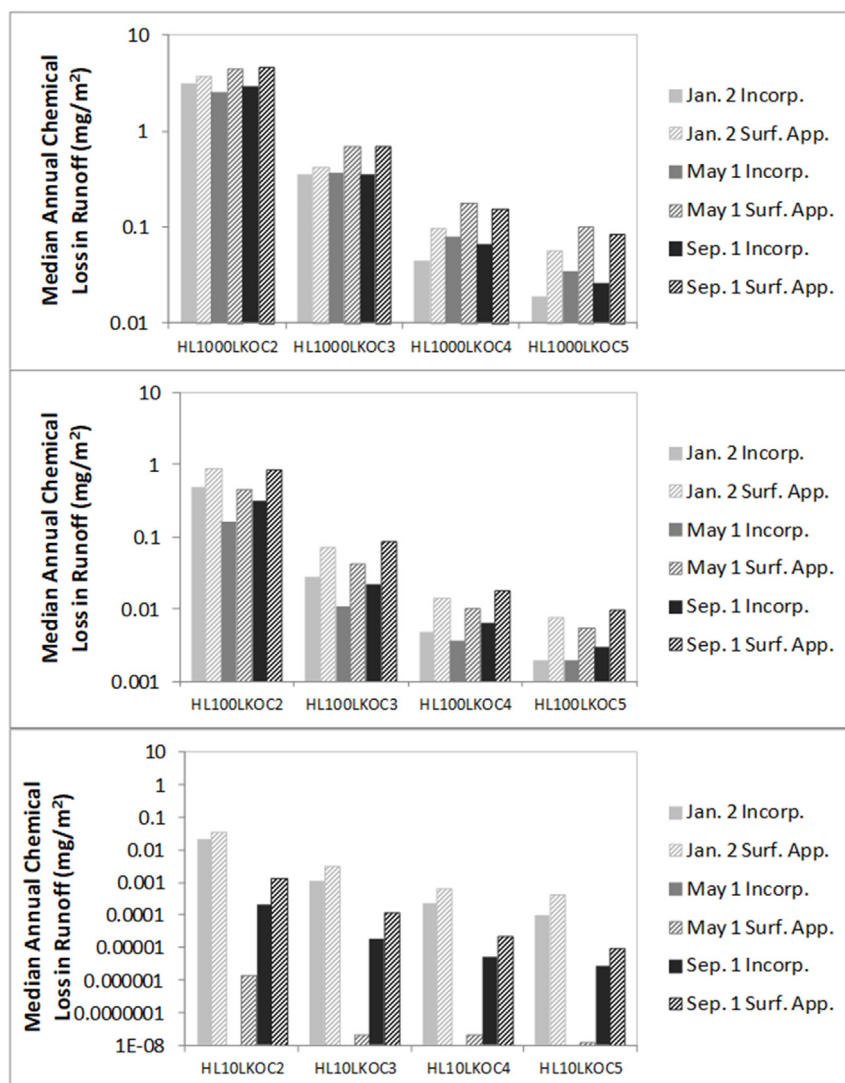 Median Annual Chemical
Loss in Runoff (mg/m²)
10
1
0.1
0.01
HL1000LKOC2
HL1000LKOC3
HL1000LKOC4
HL1000LKOC5
Jan. 2 Incorp.
Jan. 2 Surf. App.
May 1 Incorp.
May 1 Surf. App.
Sep. 1 Incorp.
Sep. 1 Surf. App.
Median Annual Chemical
Loss in Runoff (mg/m²)
10
1
0.1
0.01
0.001
HL100LKOC2
HL100LKOC3
HL100LKOC4
HL100LKOC5
Jan. 2 Incorp.
Jan. 2 Surf. App.
May 1 Incorp.
May 1 Surf. App.
Sep. 1 Incorp.
Sep. 1 Surf. App.
Median Annual Chemical
Loss in Runoff (mg/m²)
10
1
0.1
0.01
0.001
0.0001
0.00001
0.000001
0.0000001
1E-08
HL10LKOC2
HL10LKOC3
HL10LKOC4
HL10LKOC5
Jan. 2 Incorp.
Jan. 2 Surf. App.
May 1 Incorp.
May 1 Surf. App.
Sep. 1 Incorp.
Sep. 1 Surf. App.